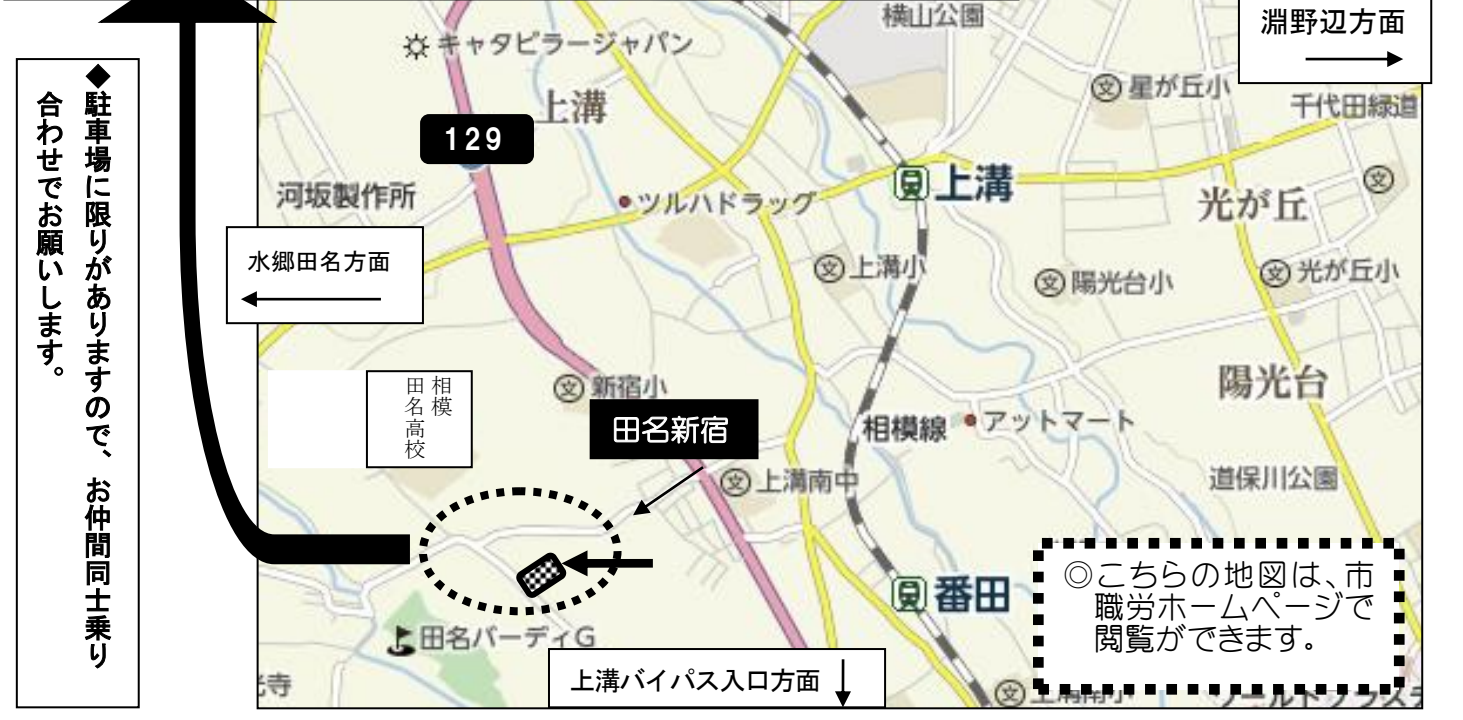 横山公園
淵野辺方面
キャタピラージャパン
星が丘小
上溝
千代田緑道
129
上溝
河坂製作所
ツルハドラッグ
光が丘
水郷田名方面
上溝小
陽光台小
光が丘小
◆駐車場に限りがありますので、お仲間同士乗り
合わせでお願いします。
相模
田名高校
新宿小
陽光台
田名新宿
相模線
アットマート
上溝南中
道保川公園
番田
◎こちらの地図は、市
職労ホームページで
閲覧ができます。
田名バーディG
上溝バイパス入口方面
上溝南小